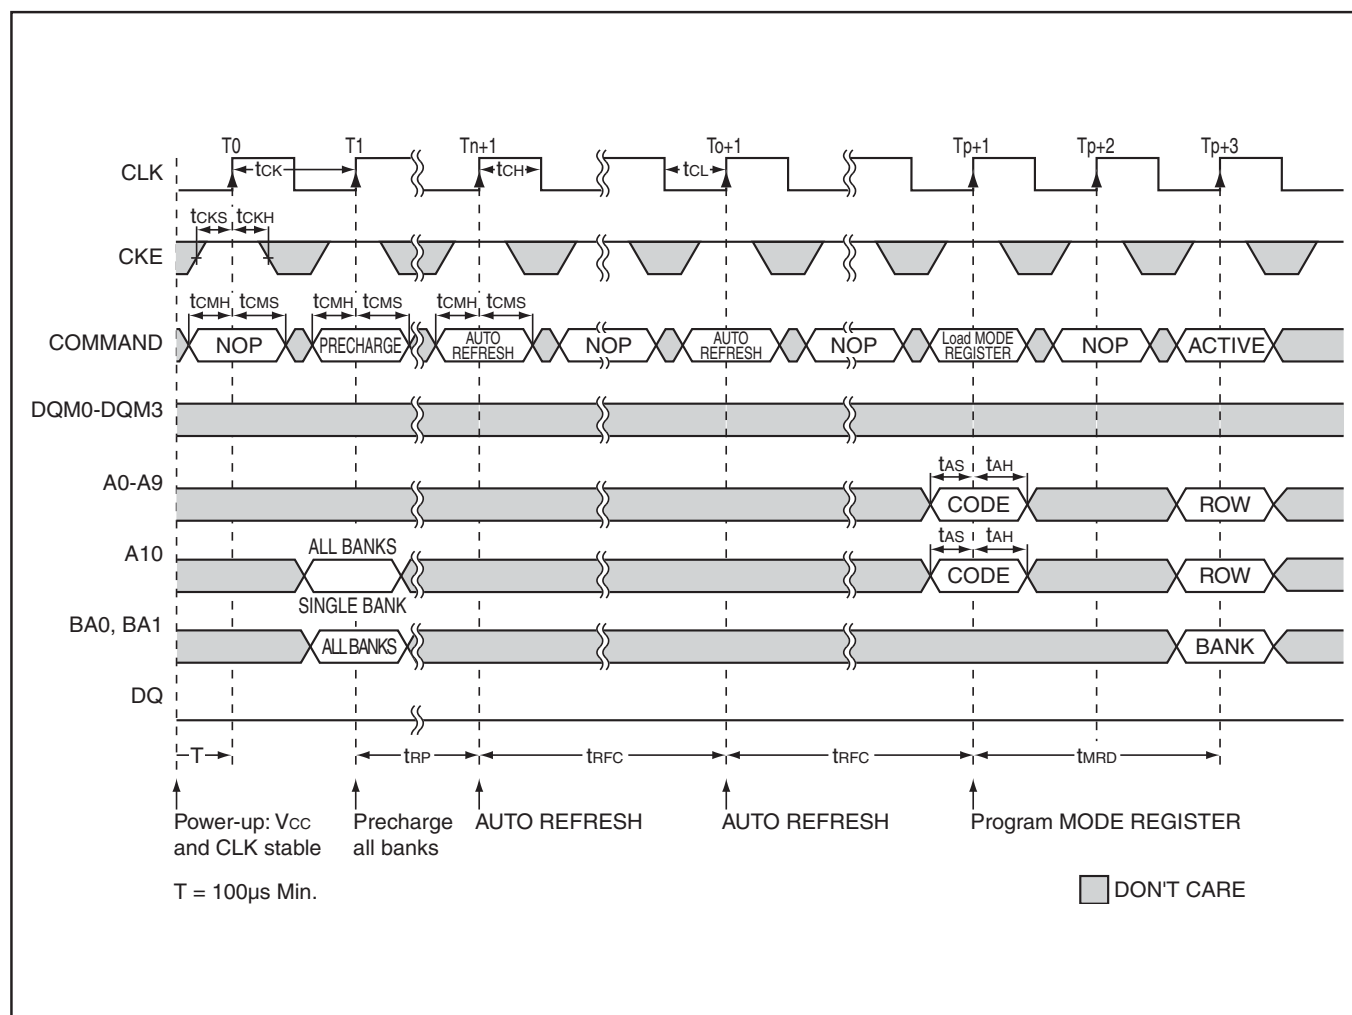 T0 T1 Tn+1 To+1 Tp+1 Tp+2 Tp+3
CLK tCK tCH tCL
tCKS tCKH
CKE
tCMH tCMS tCMH tCMS tCMH tCMS
COMMAND NOP PRECHARGE AUTO REFRESH NOP AUTO REFRESH NOP Load MODE REGISTER NOP ACTIVE
DQM0-DQM3
tAS tAH
A0-A9 CODE ROW
ALL BANKS tAS tAH
A10 CODE ROW
SINGLE BANK
BA0, BA1 ALL BANKS BANK
DQ
T tRP tRFC tRFC tMRD
Power-up: VCC Precharge AUTO REFRESH AUTO REFRESH Program MODE REGISTER
and CLK stable all banks
T = 100µs Min. DON'T CARE